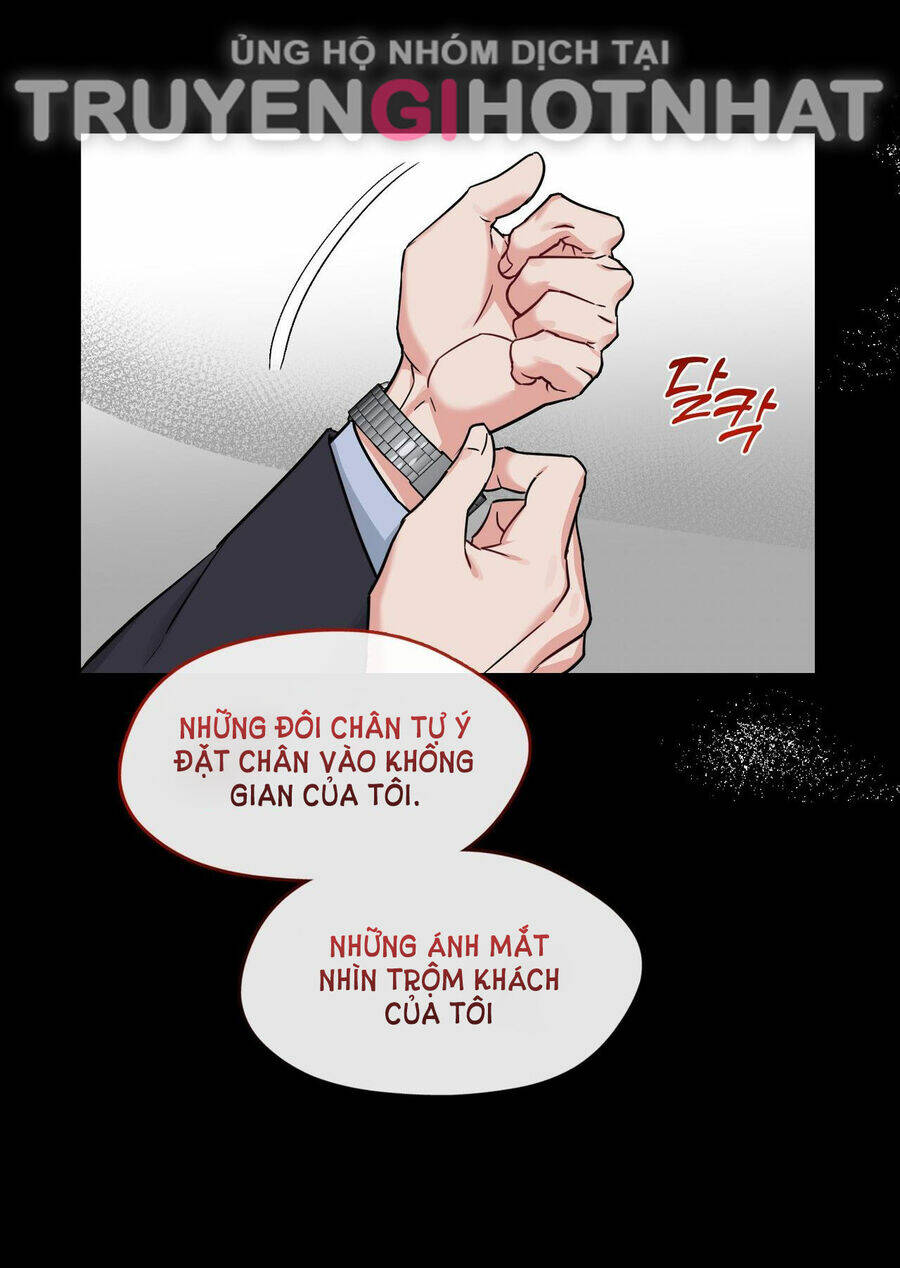 ỦNG HỘ NHÓM DỊCH TẠI
TRUYENGIHOTNHAT
달칵
NHỮNG ĐÔI CHÂN TỰ Ý
ĐẶT CHÂN VÀO KHÔNG
GIAN CỦA TÔI.
NHỮNG ÁNH MẮT
NHÌN TRỘM KHÁCH
CỦA TÔI